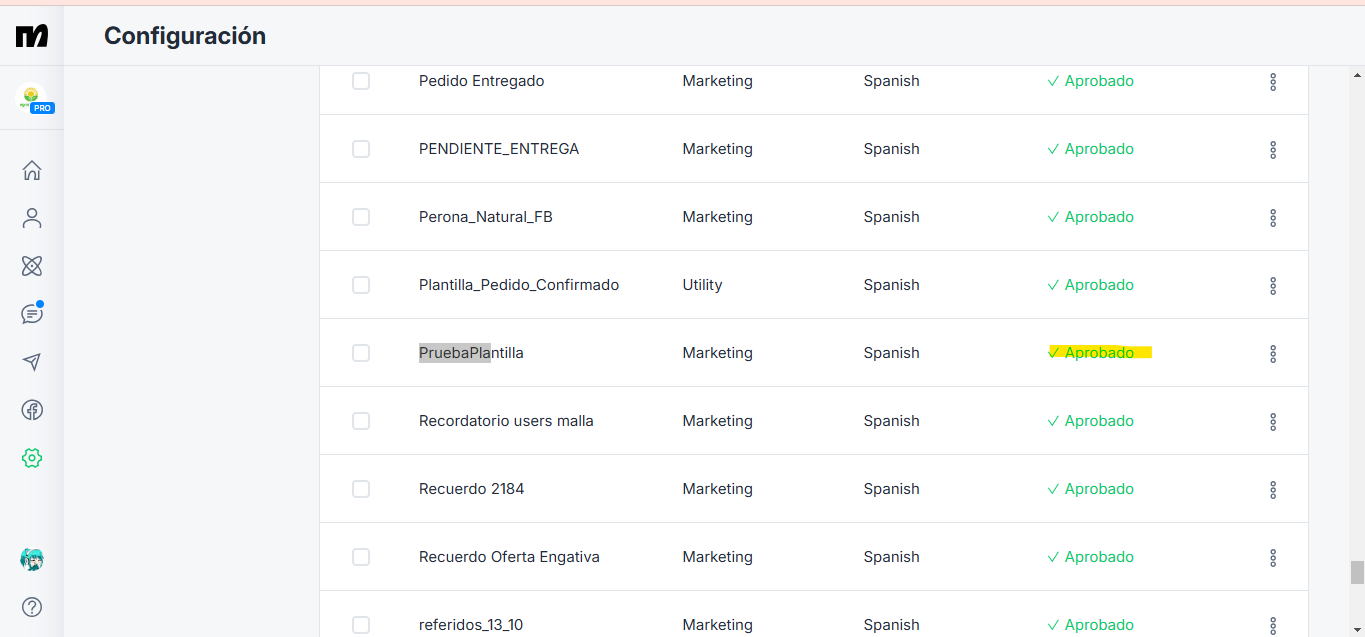 Configuración
PRO
Pedido Entregado Marketing Spanish Aprobado
PENDIENTE_ENTREGA Marketing Spanish Aprobado
Perona_Natural_FB Marketing Spanish Aprobado
Plantilla_Pedido_Confirmado Utility Spanish Aprobado
PruebaPlantilla Marketing Spanish Aprobado
Recordatorio users malla Marketing Spanish Aprobado
Recuerdo 2184 Marketing Spanish Aprobado
Recuerdo Oferta Engativa Marketing Spanish Aprobado
referidos_13_10 Marketing Spanish Aprobado